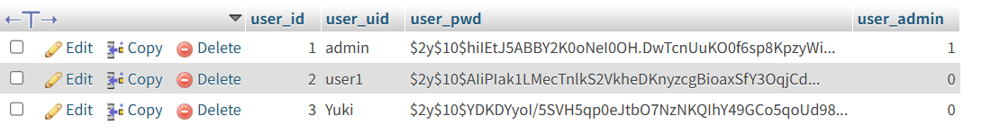 user_id user_uid user_pwd user_admin
Edit Copy Delete 1 admin $2y$10$hiIEtJ5ABBY2K0oNeI0OH.DwTcnUuKO0f6sp8KpzyWi... 1
Edit Copy Delete 2 user1 $2y$10$AIiPIak1LMecTnlkS2VkheDKnyzcgBioaxSfY3OqjCd... 0
Edit Copy Delete 3 Yuki $2y$10$YDKDYyoI/5SVH5qp0eJtbO7NzNKQIhY49GCo5qoUd98... 0